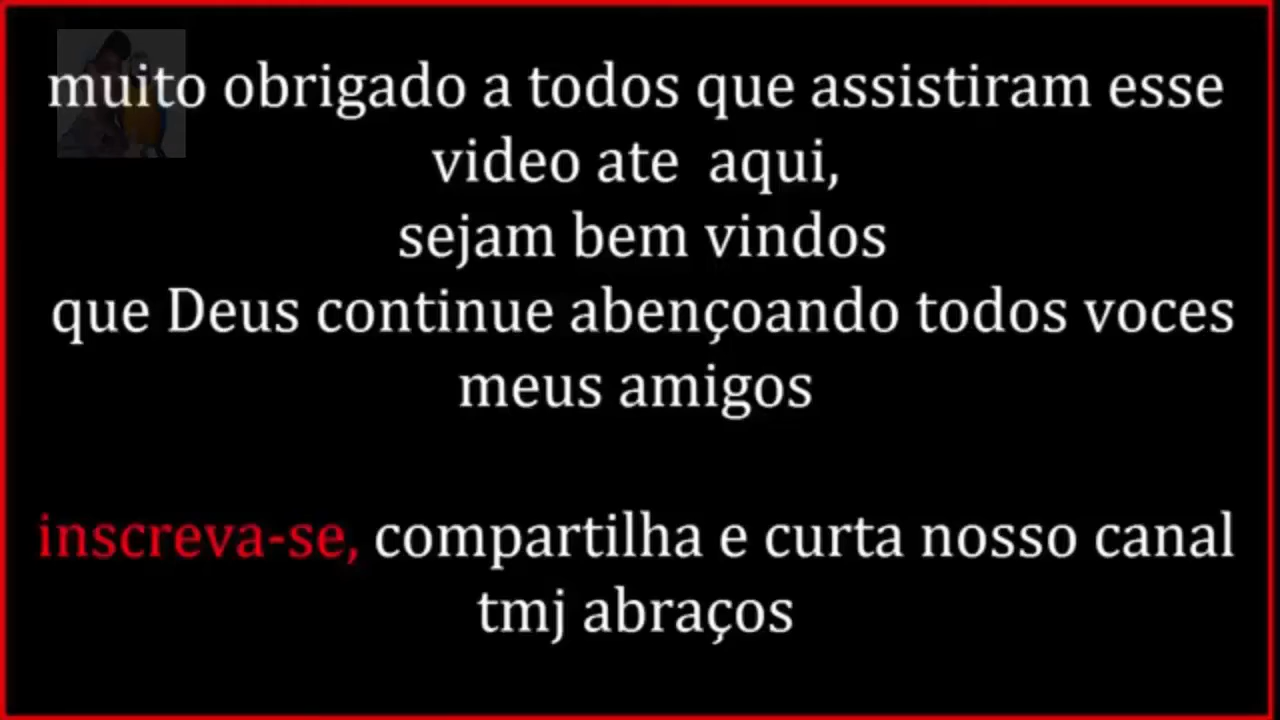 muito obrigado a todos que assistiram esse
video ate aqui,
sejam bem vindos
que Deus continue abençoando todos voces
meus amigos
inscreva-se, compartilha e curta nosso canal
tmj abraços